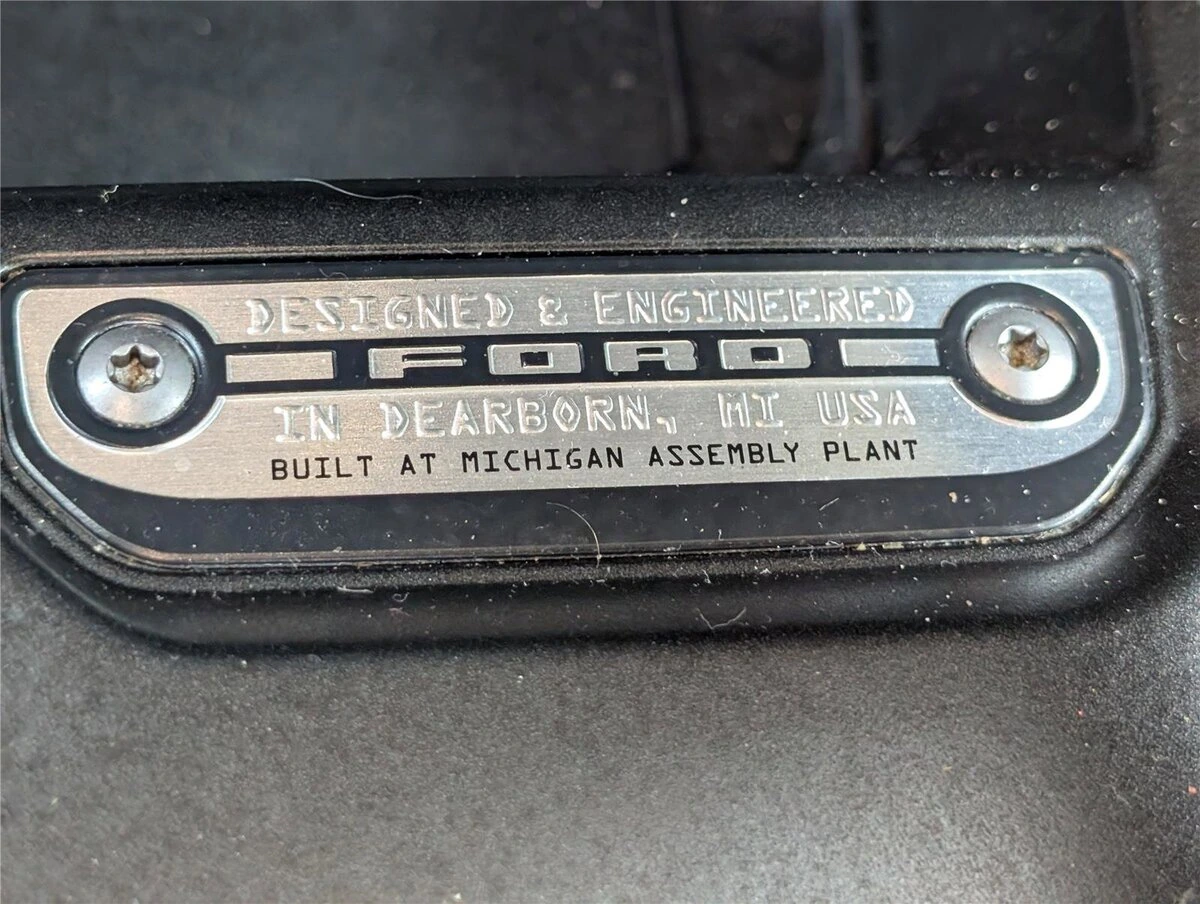 DESIGNED & ENGINEERED
FORD
IN DEARBORN, MI USA
BUILT AT MICHIGAN ASSEMBLY PLANT